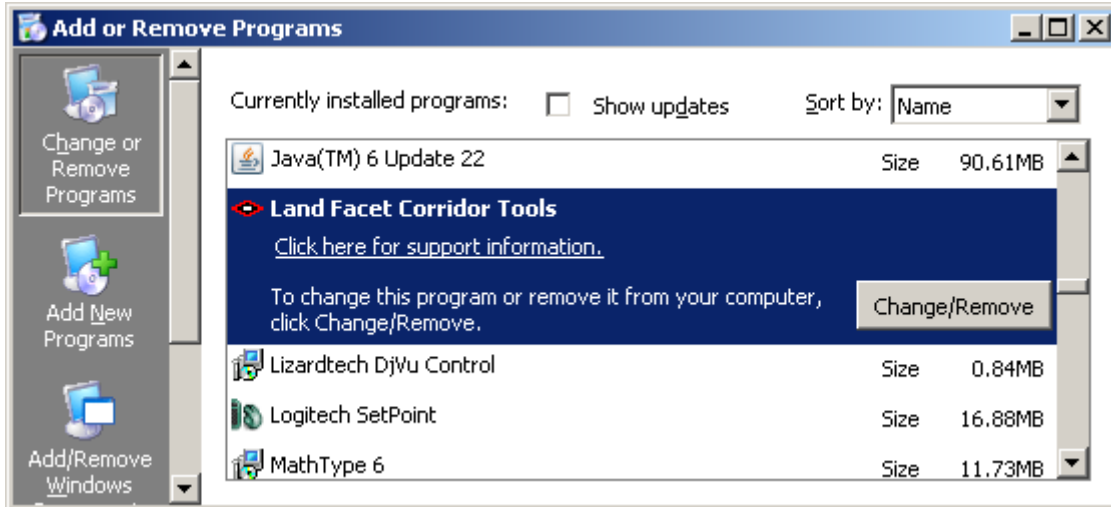 Add or Remove Programs
Change or
Remove
Programs
Add New
Programs
Add/Remove
Windows
Currently installed programs:
Show updates
Sort by: Name
Java(TM) 6 Update 22 Size 90.61MB
Land Facet Corridor Tools
Click here for support information.
To change this program or remove it from your computer,
click Change/Remove.
Change/Remove
Lizardtech DjVu Control Size 0.84MB
Logitech SetPoint Size 16.88MB
MathType 6 Size 11.73MB